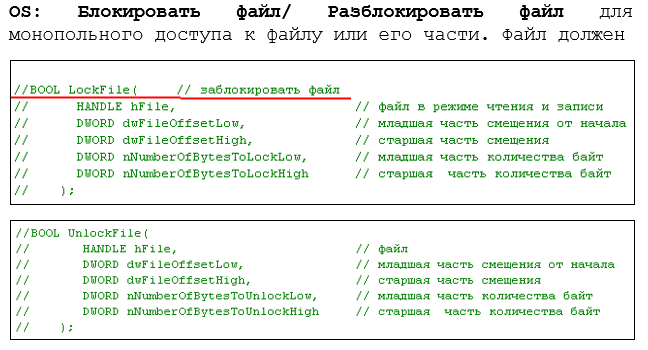 OS: Блокировать файл/ Разблокировать файл для
монопольного доступа к файлу или его части. Файл должен
//BOOL LockFile( // заблокировать файл
// HANDLE hFile, // файл в режиме чтения и записи
// DWORD dwFileOffsetLow, // младшая часть смещения от начала
// DWORD dwFileOffsetHigh, // старшая часть смещения
// DWORD nNumberOfBytesToLockLow, // младшая часть количества байт
// DWORD nNumberOfBytesToLockHigh // старшая часть количества байт
// );
//BOOL UnlockFile(
// HANDLE hFile, // файл
// DWORD dwFileOffsetLow, // младшая часть смещения от начала
// DWORD dwFileOffsetHigh, // старшая часть смещения
// DWORD nNumberOfBytesToUnlockLow, // младшая часть количества байт
// DWORD nNumberOfBytesToUnlockHigh // старшая часть количества байт
// );